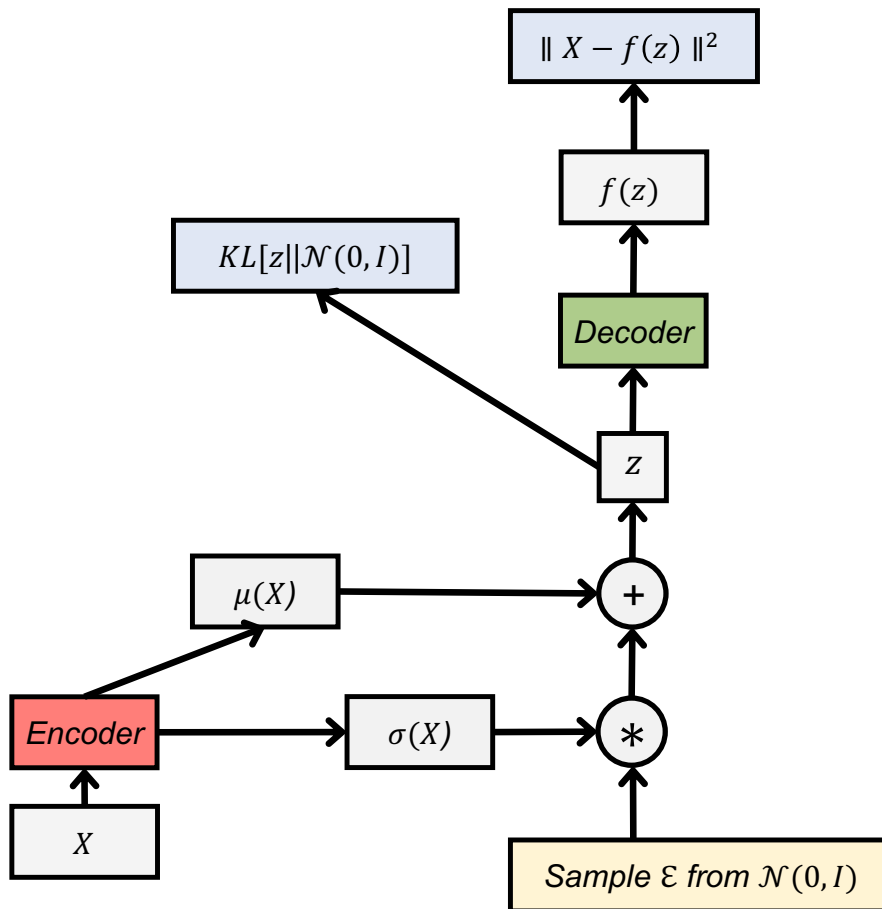 ‖ X − f(z) ‖²
f(z)
KL[z||𝒩(0, I)]
Decoder
z
μ(X)
+
Encoder
σ(X)
*
X
Sample ℇ from 𝒩(0, I)